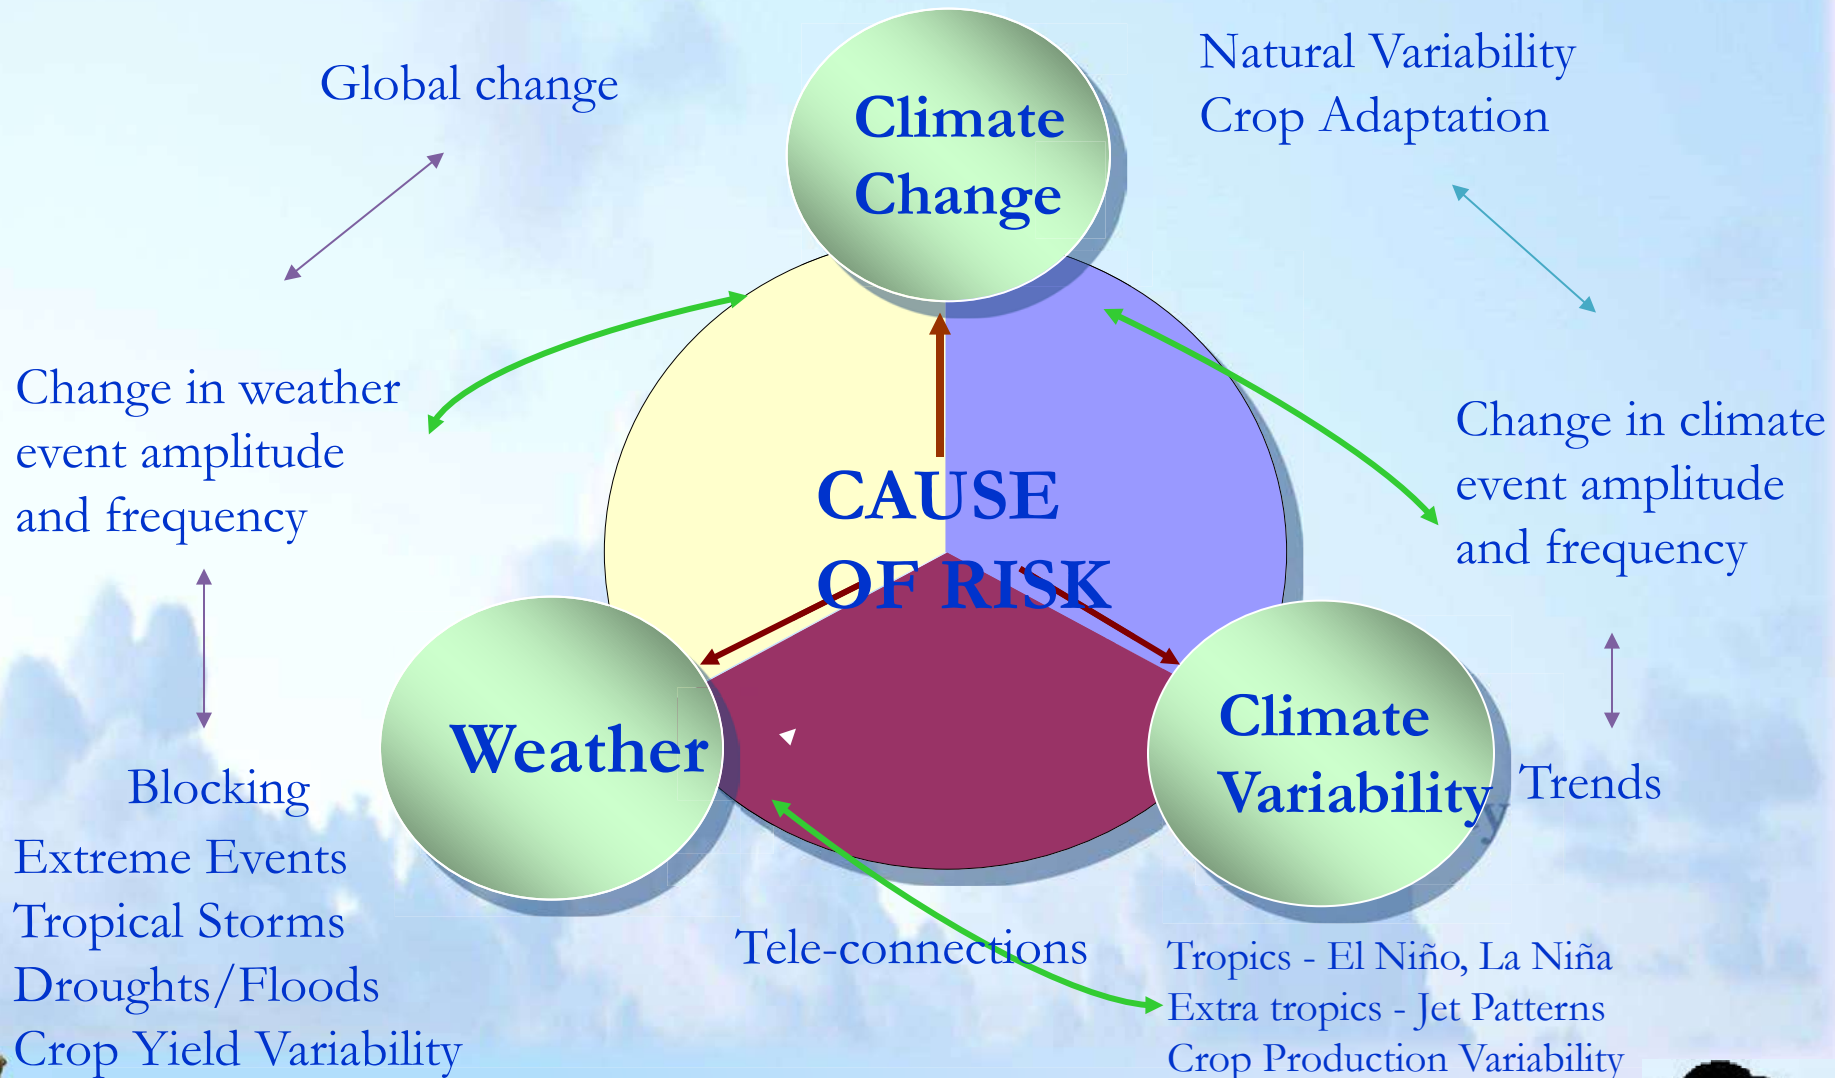 Global change
Climate
Change
Natural Variability
Crop Adaptation
Change in weather
event amplitude
and frequency
Change in climate
event amplitude
and frequency
CAUSE
OF RISK
Weather
Climate
Variability
Trends
Blocking
Extreme Events
Tropical Storms
Droughts/Floods
Crop Yield Variability
Tele-connections
Tropics - El Niño, La Niña
Extra tropics - Jet Patterns
Crop Production Variability